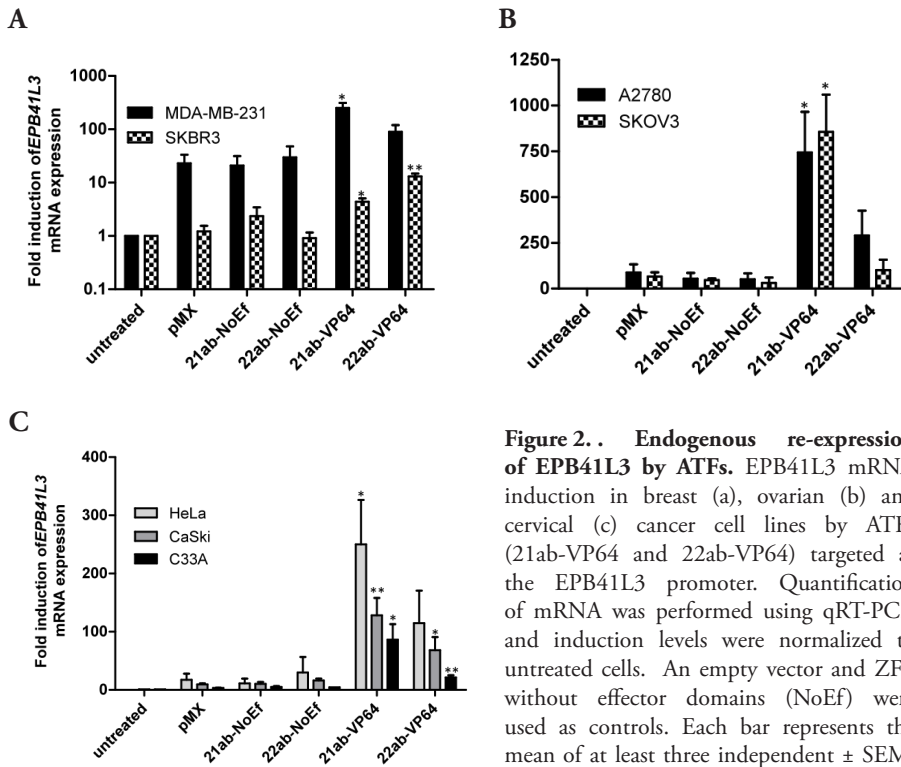 A
Fold induction of EPB41L3
mRNA expression
1000
100
10
1
0.1
MDA-MB-231
SKBR3
*
*
**
untreated
pMX
21ab-NoEf
22ab-NoEf
21ab-VP64
22ab-VP64
B
1250
1000
750
500
250
0
A2780
SKOV3
*
*
untreated
pMX
21ab-NoEf
22ab-NoEf
21ab-VP64
22ab-VP64
C
Fold induction of EPB41L3
mRNA expression
400
300
200
100
0
HeLa
CaSki
C33A
*
**
*
*
**
untreated
pMX
21ab-NoEf
22ab-NoEf
21ab-VP64
22ab-VP64
Figure 2. . Endogenous re-expressio
of EPB41L3 by ATFs. EPB41L3 mRN
induction in breast (a), ovarian (b) an
cervical (c) cancer cell lines by ATF
(21ab-VP64 and 22ab-VP64) targeted a
the EPB41L3 promoter. Quantificatio
of mRNA was performed using qRT-PC
and induction levels were normalized t
untreated cells. An empty vector and ZF
without effector domains (NoEf) wer
used as controls. Each bar represents th
mean of at least three independent ± SEM